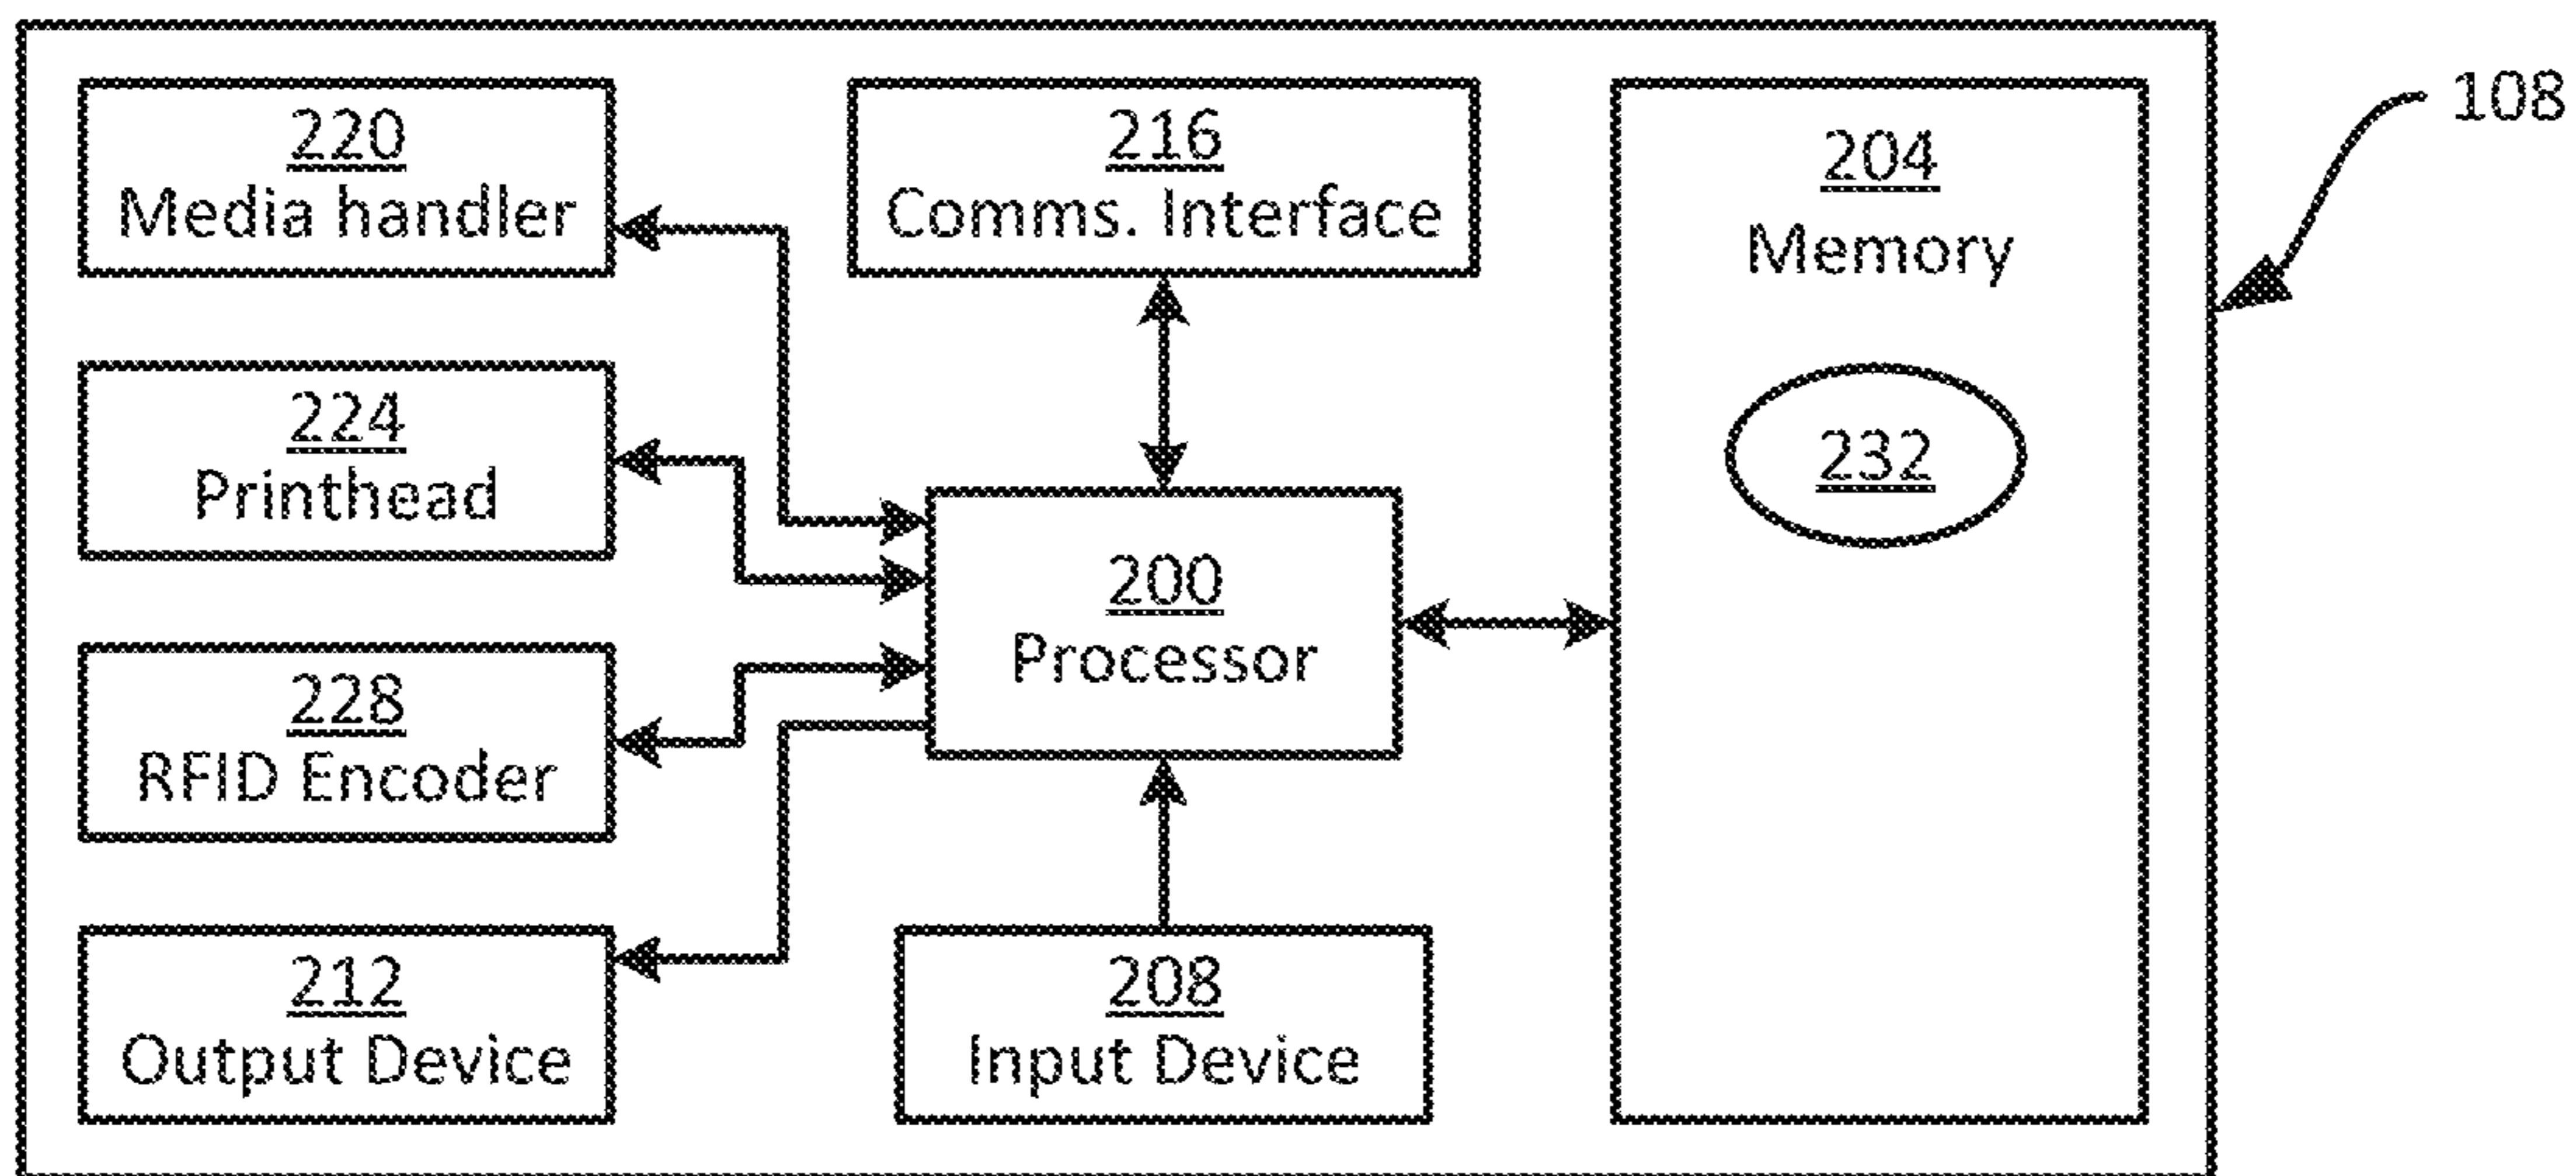 220
Media handler
216
Comms. Interface
204
Memory
108
224
Printhead
232
200
Processor
228
RFID Encoder
212
Output Device
208
Input Device